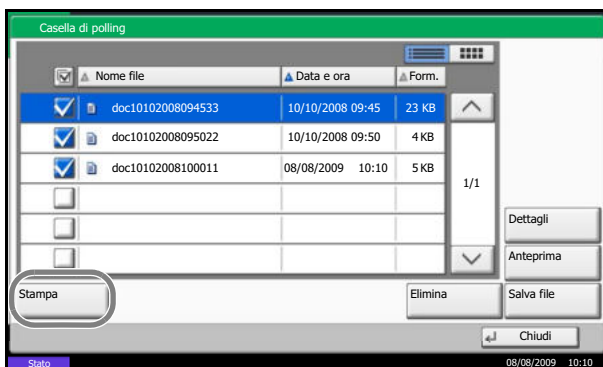 Casella di polling
Nome file Data e ora Form.
doc10102008094533 10/10/2008 09:45 23 KB
doc10102008095022 10/10/2008 09:50 4 KB
doc10102008100011 08/08/2009 10:10 5 KB
1/1
Dettagli
Anteprima
Stampa Elimina Salva file
Chiudi
Stato 08/08/2009 10:10